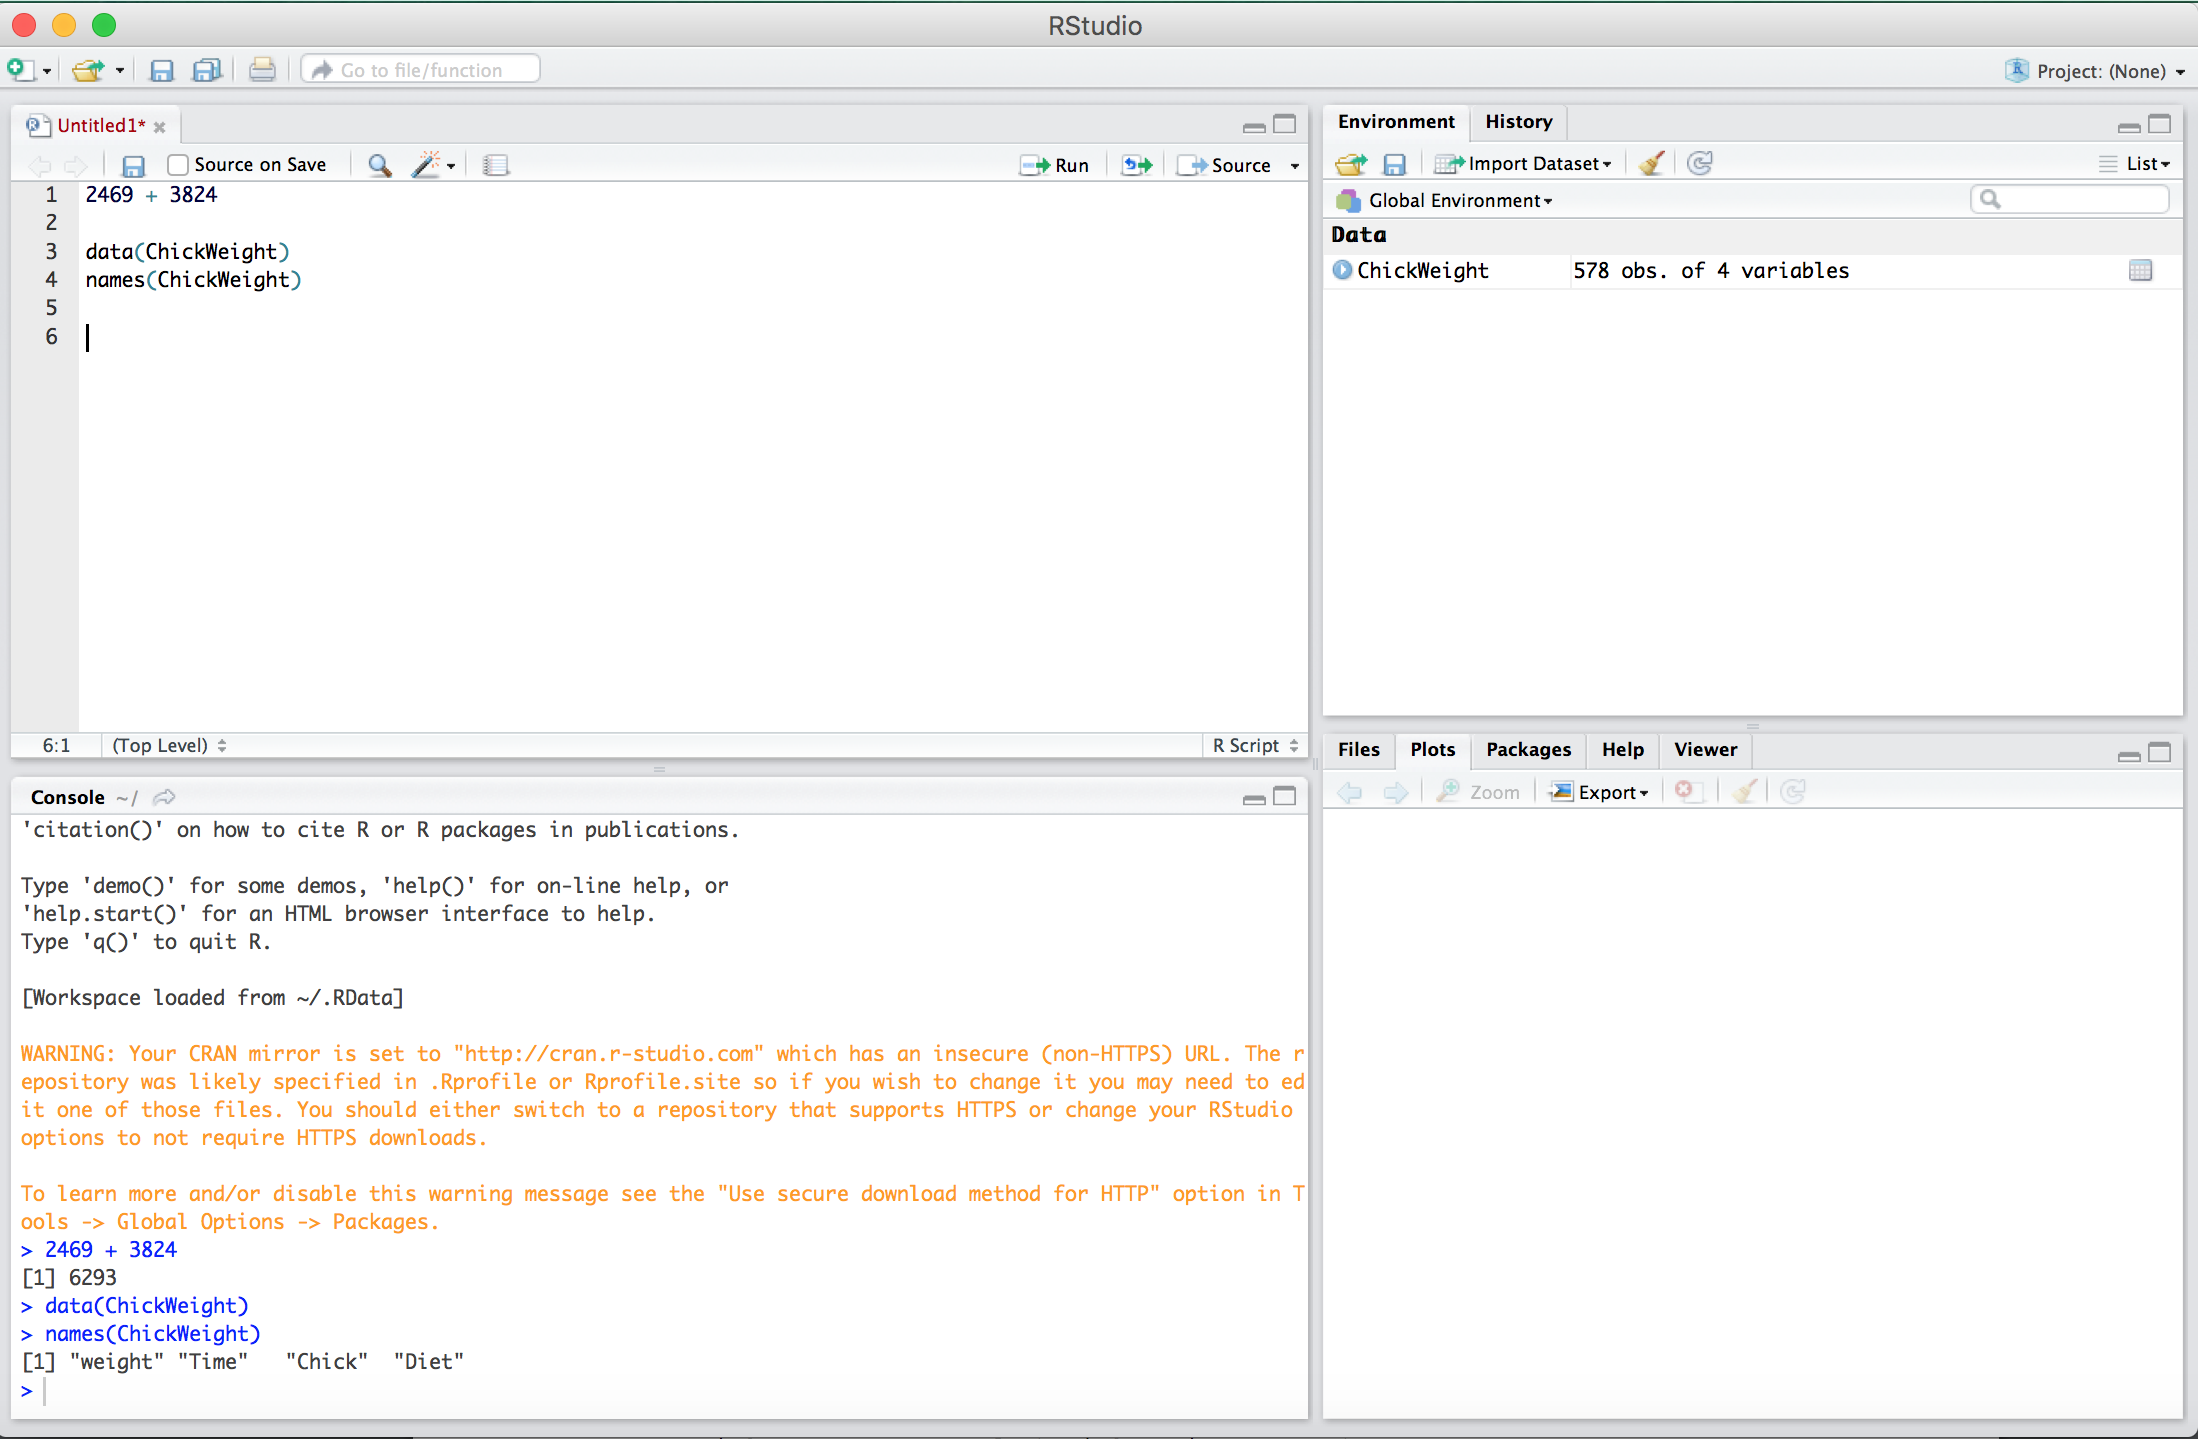 RStudio
Go to file/function
Project: (None)
Untitled1*
Source on Save
Run
Source
1 2469 + 3824
2
3 data(ChickWeight)
4 names(ChickWeight)
5
6
6:1 (Top Level) R Script
Console ~/
'citation()' on how to cite R or R packages in publications.
Type 'demo()' for some demos, 'help()' for on-line help, or
'help.start()' for an HTML browser interface to help.
Type 'q()' to quit R.
[Workspace loaded from ~/.RData]
WARNING: Your CRAN mirror is set to "http://cran.r-studio.com" which has an insecure (non-HTTPS) URL. The r
epository was likely specified in .Rprofile or Rprofile.site so if you wish to change it you may need to ed
it one of those files. You should either switch to a repository that supports HTTPS or change your RStudio
options to not require HTTPS downloads.
To learn more and/or disable this warning message see the "Use secure download method for HTTP" option in T
ools -> Global Options -> Packages.
> 2469 + 3824
[1] 6293
> data(ChickWeight)
> names(ChickWeight)
[1] "weight" "Time"   "Chick"  "Diet"
>
Environment History
Import Dataset List
Global Environment
Data
ChickWeight 578 obs. of 4 variables
Files Plots Packages Help Viewer
Zoom Export